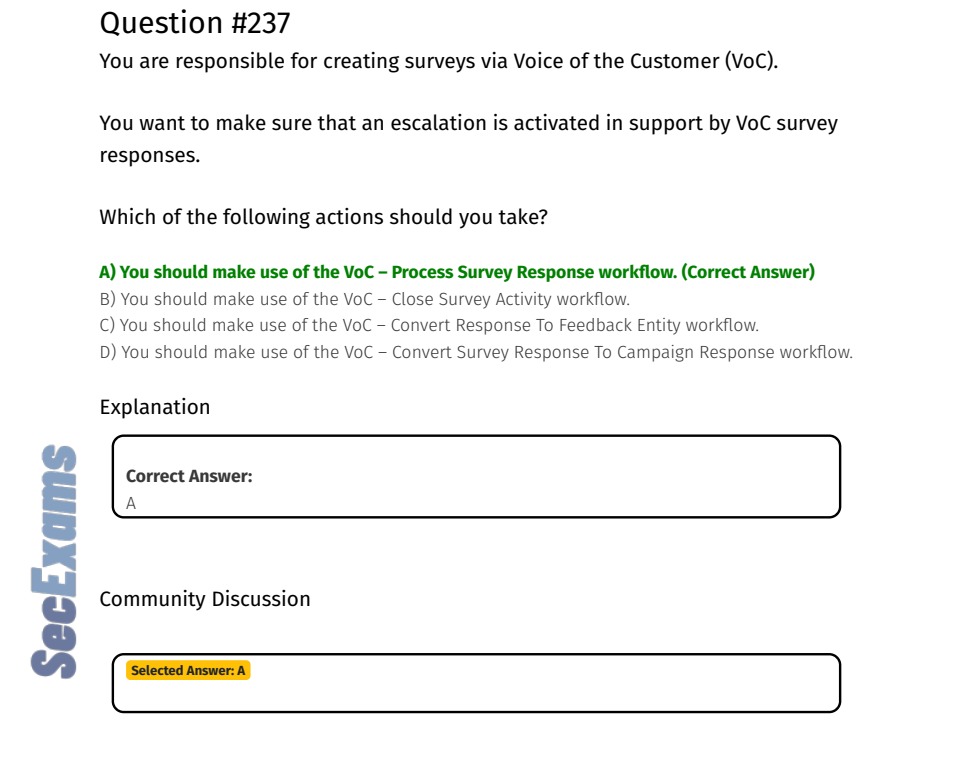 Question #237
You are responsible for creating surveys via Voice of the Customer (VoC).
You want to make sure that an escalation is activated in support by VoC survey
responses.
Which of the following actions should you take?
A) You should make use of the VoC – Process Survey Response workflow. (Correct Answer)
B) You should make use of the VoC – Close Survey Activity workflow.
C) You should make use of the VoC – Convert Response To Feedback Entity workflow.
D) You should make use of the VoC – Convert Survey Response To Campaign Response workflow.
Explanation
Correct Answer:
A
SecExams
Community Discussion
Selected Answer: A